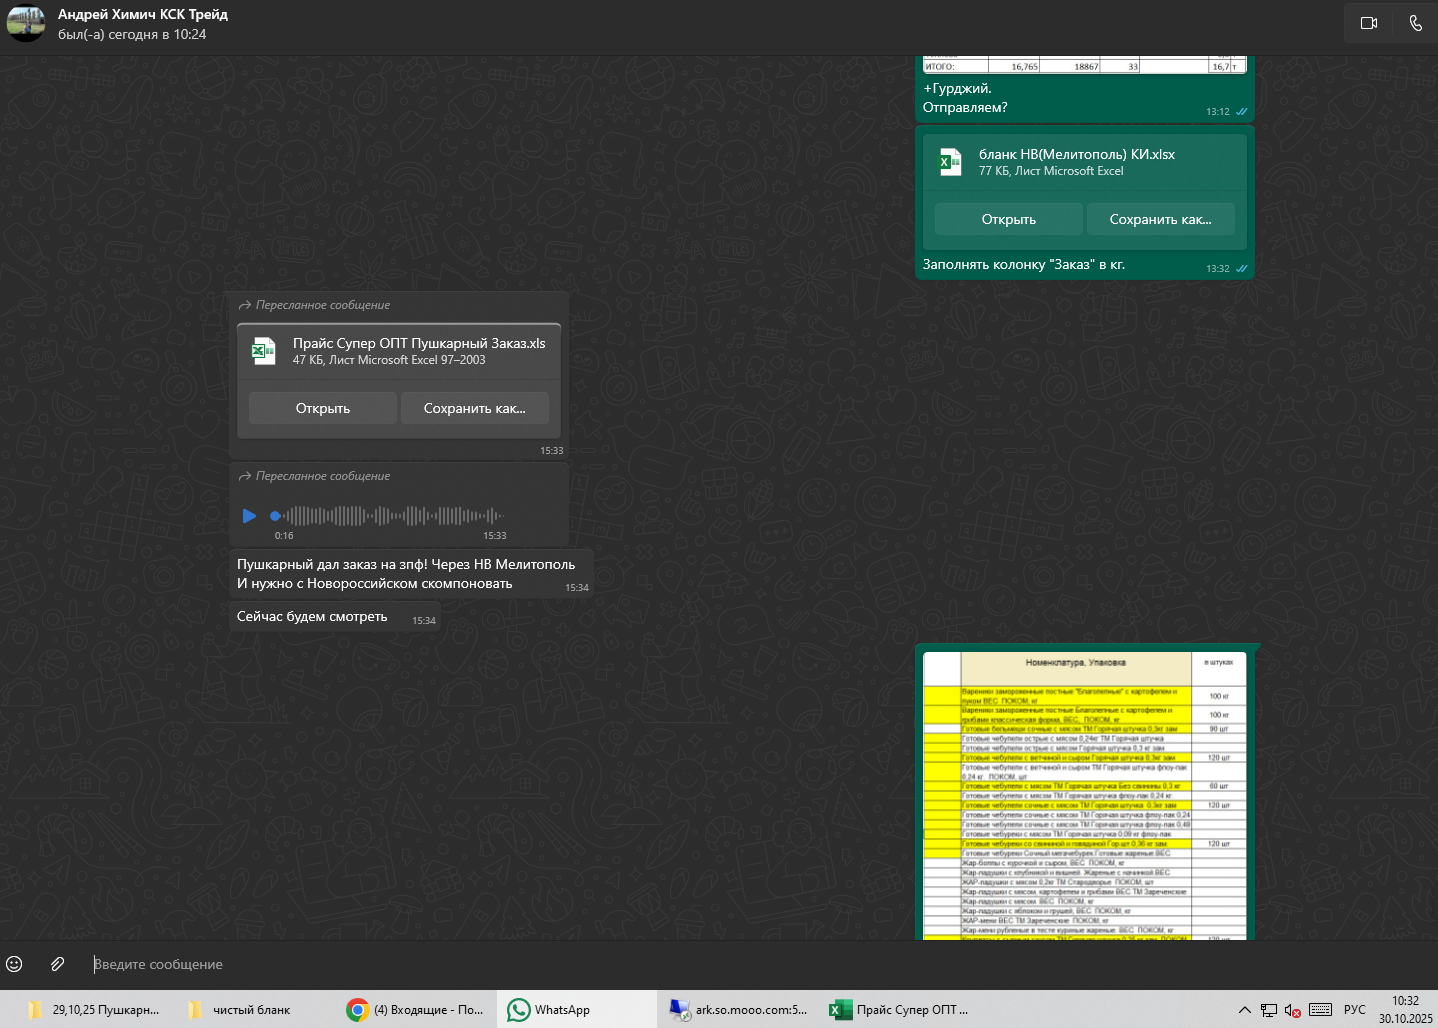 Андрей Химич КСК Трейд
был(-а) сегодня в 10:24
ИТОГО: 16,765 18867 33 16,7 т
+Гурджий.
Отправляем?
13:12
бланк НВ(Мелитополь) КИ.xlsx
77 КБ, Лист Microsoft Excel
Открыть Сохранить как...
Заполнять колонку "Заказ" в кг.
13:32
Пересланное сообщение
Прайс Супер ОПТ Пушкарный Заказ.xls
47 КБ, Лист Microsoft Excel 97–2003
Открыть Сохранить как...
15:33
Пересланное сообщение
0:16 15:33
Пушкарный дал заказ на зпф! Через НВ Мелитополь
И нужно с Новороссийском скомпоновать
15:34
Сейчас будем смотреть
15:34
Номенклатура, Упаковка в штуках
Вареники замороженные постные "Благолепные" с картофелем и
луком ВЕС ПОКОМ, кг 100 кг
Вареники замороженные постные Благолепные с картофелем и
грибами классическая форма, ВЕС, ПОКОМ, кг 100 кг
Готовые бельмеши сочные с мясом ТМ Горячая штучка 0,3кг зам 90 шт
Готовые чебупели острые с мясом 0,24кг ТМ Горячая штучка
Готовые чебупели острые с мясом Горячая штучка 0,3 кг зам
Готовые чебупели с ветчиной и сыром Горячая штучка 0,3кг зам 120 шт
Готовые чебупели с ветчиной и сыром ТМ Горячая штучка флоу-пак
0,24 кг. ПОКОМ, шт
Готовые чебупели с мясом ТМ Горячая штучка Без свинины 0,3 кг 60 шт
Готовые чебупели с мясом ТМ Горячая штучка флоу-пак 0,24 кг.
Готовые чебупели сочные с мясом ТМ Горячая штучка 0,3кг зам 120 шт
Готовые чебупели сочные с мясом ТМ Горячая штучка флоу-пак 0,24
Готовые чебупели сочные с мясом ТМ Горячая штучка флоу-пак 0,48
Готовые чебуреки с мясом ТМ Горячая штучка 0,09 кг флоу-пак
Готовые чебуреки со свининой и говядиной Гор.шт 0,36 кг зам. 120 шт
Готовые чебуреки Сочный мегачебурек.Готовые жареные.ВЕС
Жар-боллы с курочкой и сыром, ВЕС ПОКОМ, кг
Жар-ладушки с клубникой и вишней. Жареные с начинкой.ВЕС
ЖАР-ладушки с мясом 0,2кг ТМ Стародворье ПОКОМ, шт
Жар-ладушки с мясом, картофелем и грибами ВЕС ТМ Зареченские
Жар-ладушки с мясом. ВЕС ПОКОМ, кг
Жар-ладушки с яблоком и грушей, ВЕС ПОКОМ, кг
ЖАР-мени ВЕС ТМ Зареченские ПОКОМ, кг
Жар-мени рубленые в тесте куриные жареные. ВЕС ПОКОМ, кг
Введите сообщение
29,10,25 Пушкарн...
чистый бланк
(4) Входящие - По...
WhatsApp
ark.so.mooo.com:5...
Прайс Супер ОПТ ...
РУС
10:32
30.10.2025